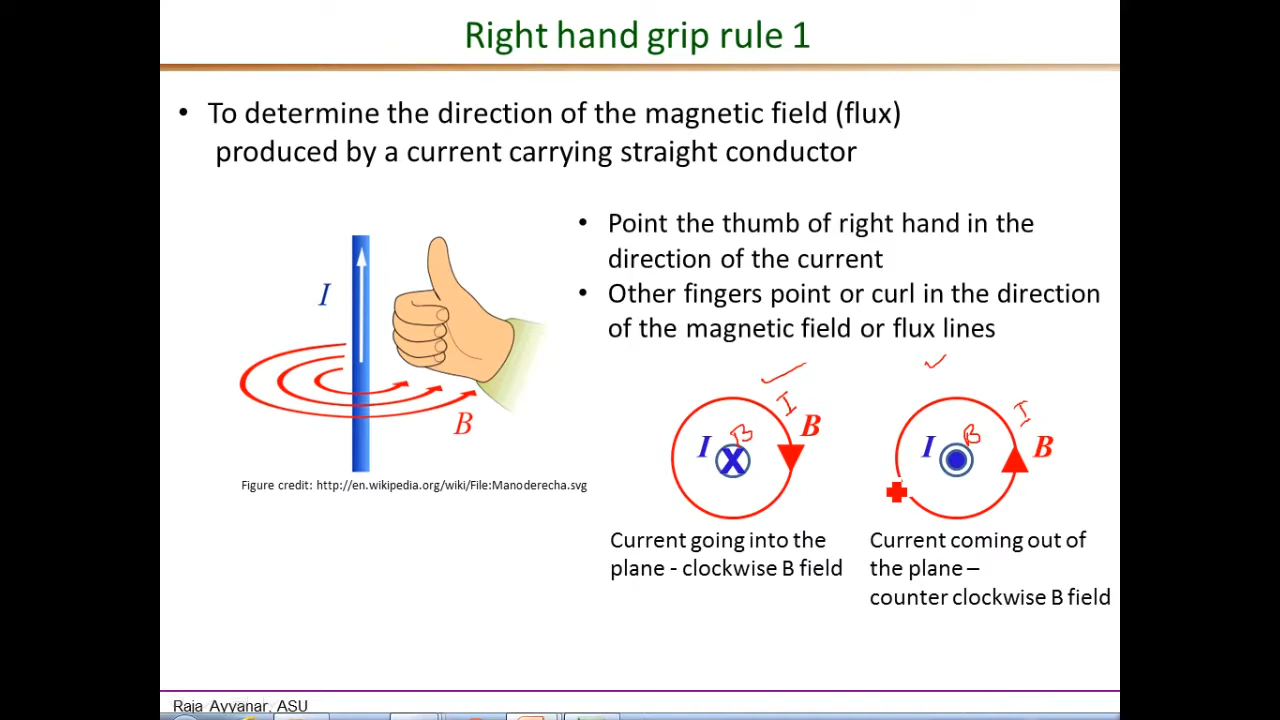 Right hand grip rule 1
• To determine the direction of the magnetic field (flux)
produced by a current carrying straight conductor
• Point the thumb of right hand in the
direction of the current
• Other fingers point or curl in the direction
of the magnetic field or flux lines
I
B
Figure credit: http://en.wikipedia.org/wiki/File:Manoderecha.svg
I
B
X
I
B
I
B
I
B
Current going into the
plane - clockwise B field
Current coming out of
the plane –
counter clockwise B field
Raja Ayyanar, ASU